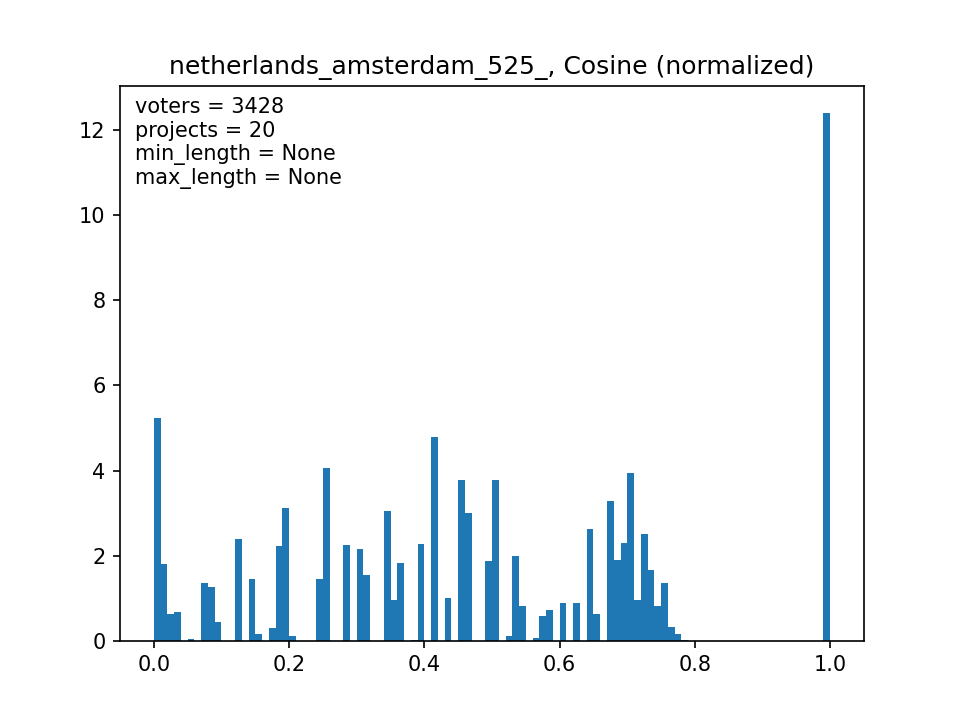 netherlands_amsterdam_525_, Cosine (normalized)
voters = 3428
projects = 20
min_length = None
max_length = None
12
10
8
6
4
2
0
0.0 0.2 0.4 0.6 0.8 1.0